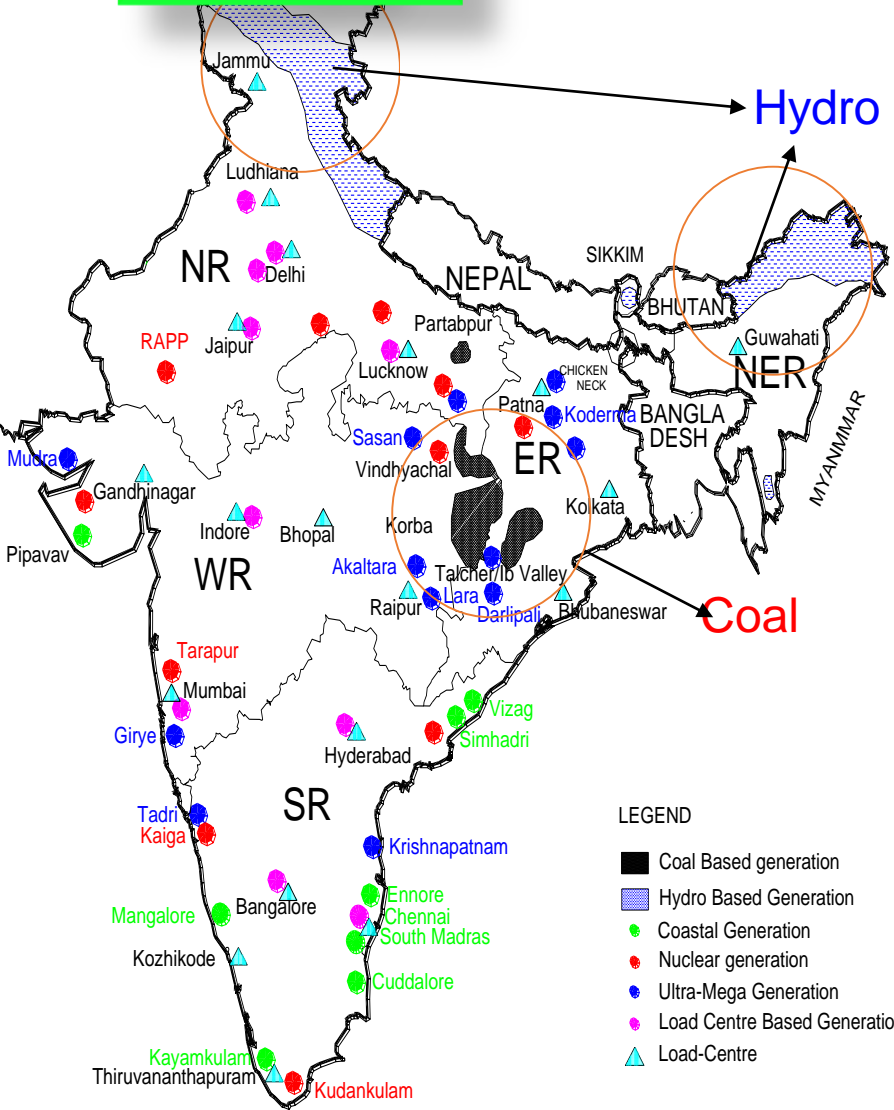 Jammu
Hydro
Ludhiana
NR
Delhi
SIKKIM
NEPAL
BHUTAN
Partabpur
Guwahati
RAPP
Jaipur
Lucknow
NER
CHICKEN
NECK
Patna
Koderma
BANGLA
DESH
Sasan
ER
Mudra
Vindhyachal
MYANMMAR
Gandhinagar
Kolkata
Indore
Bhopal
Korba
Pipavav
WR
Akaltara
Talcher/Ib Valley
Raipur
Lara
Darlipali
Bhubaneswar
Coal
Tarapur
Mumbai
Vizag
Girye
Simhadri
Hyderabad
SR
Tadri
Kaiga
Krishnapatnam
LEGEND
Coal Based generation
Hydro Based Generation
Coastal Generation
Nuclear generation
Ultra-Mega Generation
Load Centre Based Generatio
Load-Centre
Bangalore
Ennore
Mangalore
Chennai
South Madras
Kozhikode
Cuddalore
Kayamkulam
Thiruvananthapuram
Kudankulam